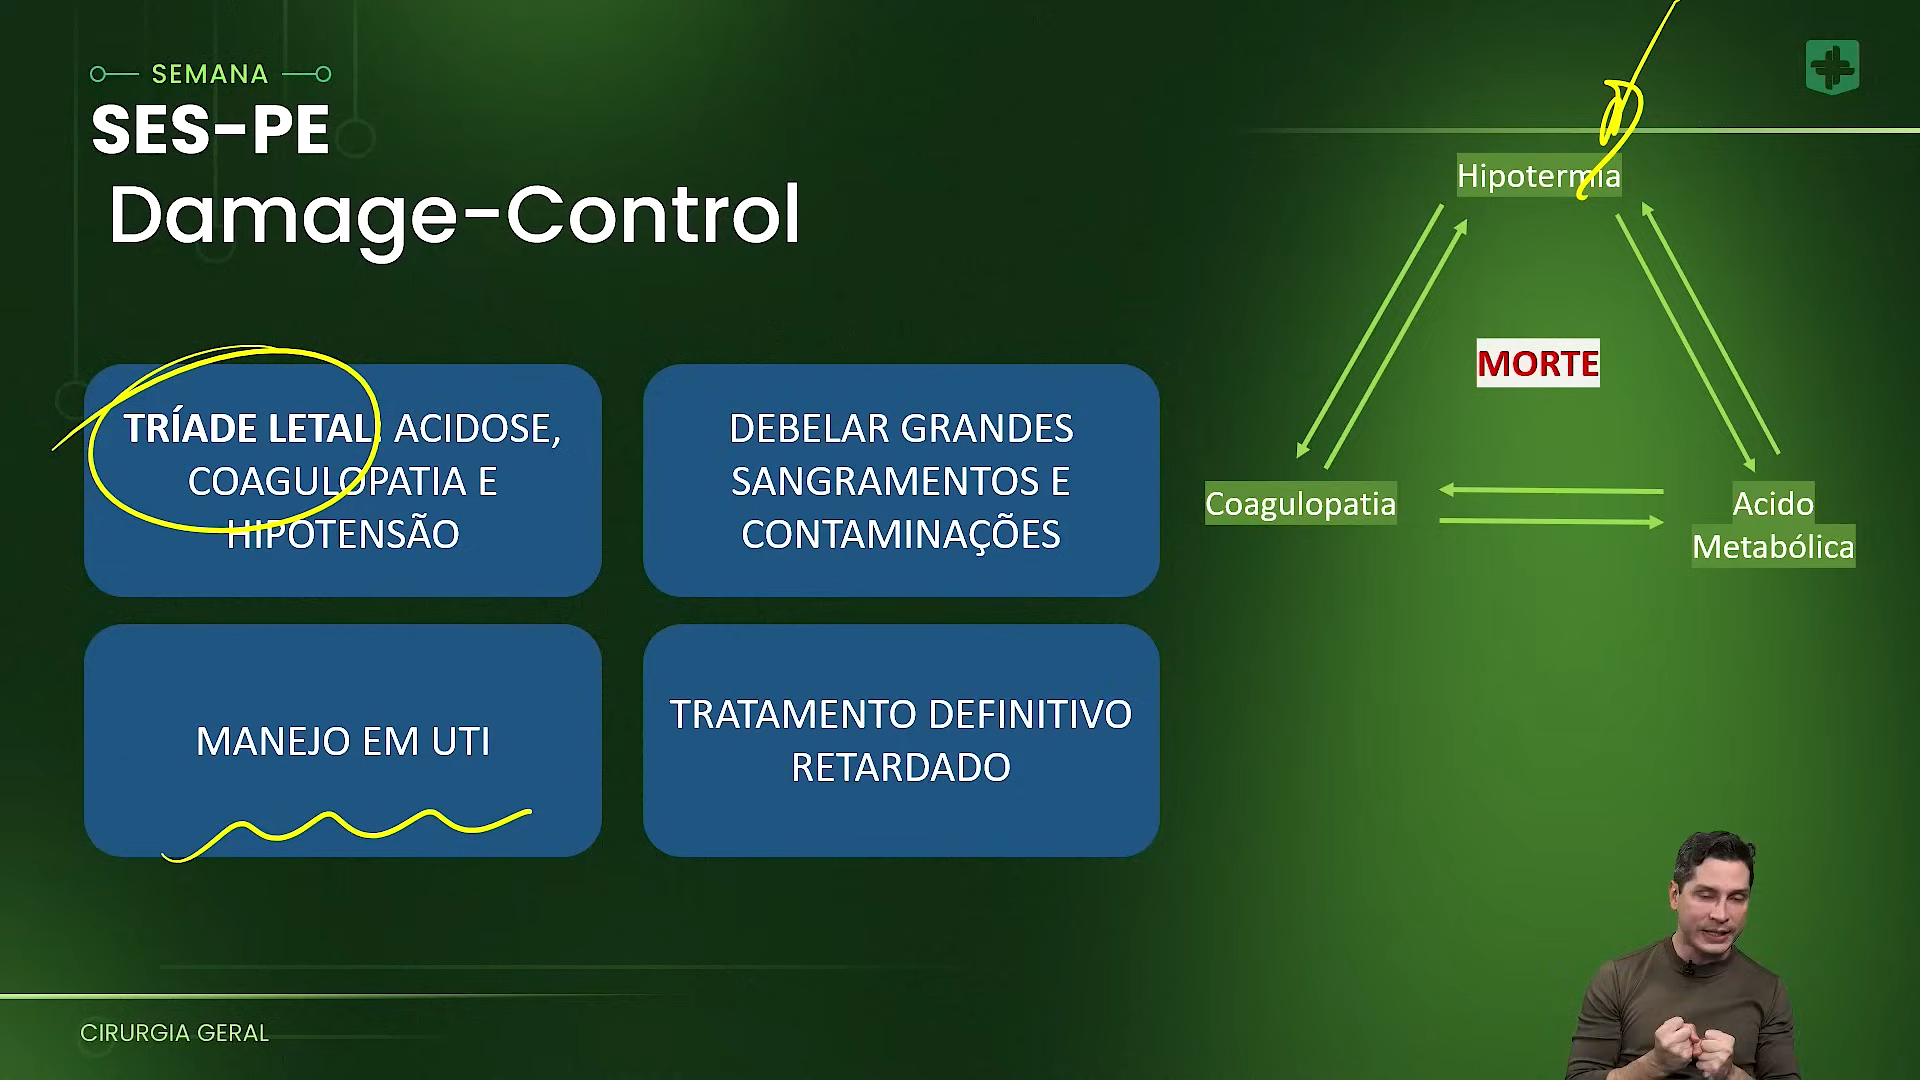 SEMANA
SES-PE
Damage-Control
TRÍADE LETAL: ACIDOSE,
COAGULOPATIA E
HIPOTENSÃO
DEBELAR GRANDES
SANGRAMENTOS E
CONTAMINAÇÕES
MANEJO EM UTI
TRATAMENTO DEFINITIVO
RETARDADO
Hipotermia
MORTE
Coagulopatia
Acido
Metabólica
CIRURGIA GERAL